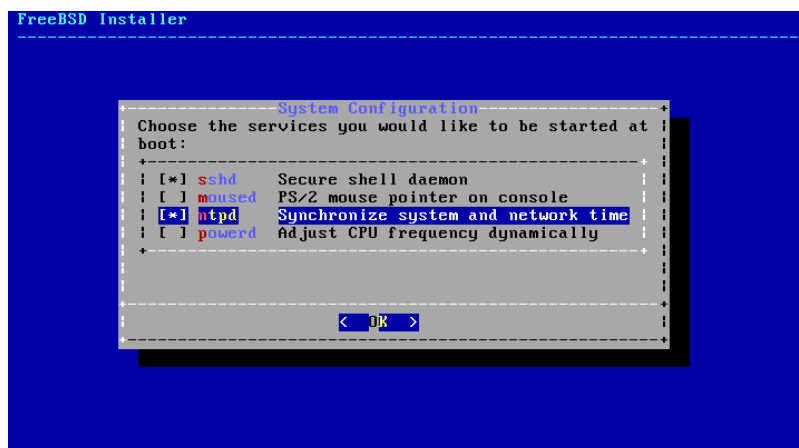 FreeBSD Installer
System Configuration
Choose the services you would like to be started at
boot:
[*] sshd Secure shell daemon
[ ] moused PS/2 mouse pointer on console
[*] ntpd Synchronize system and network time
[ ] powerd Adjust CPU frequency dynamically
< OK >